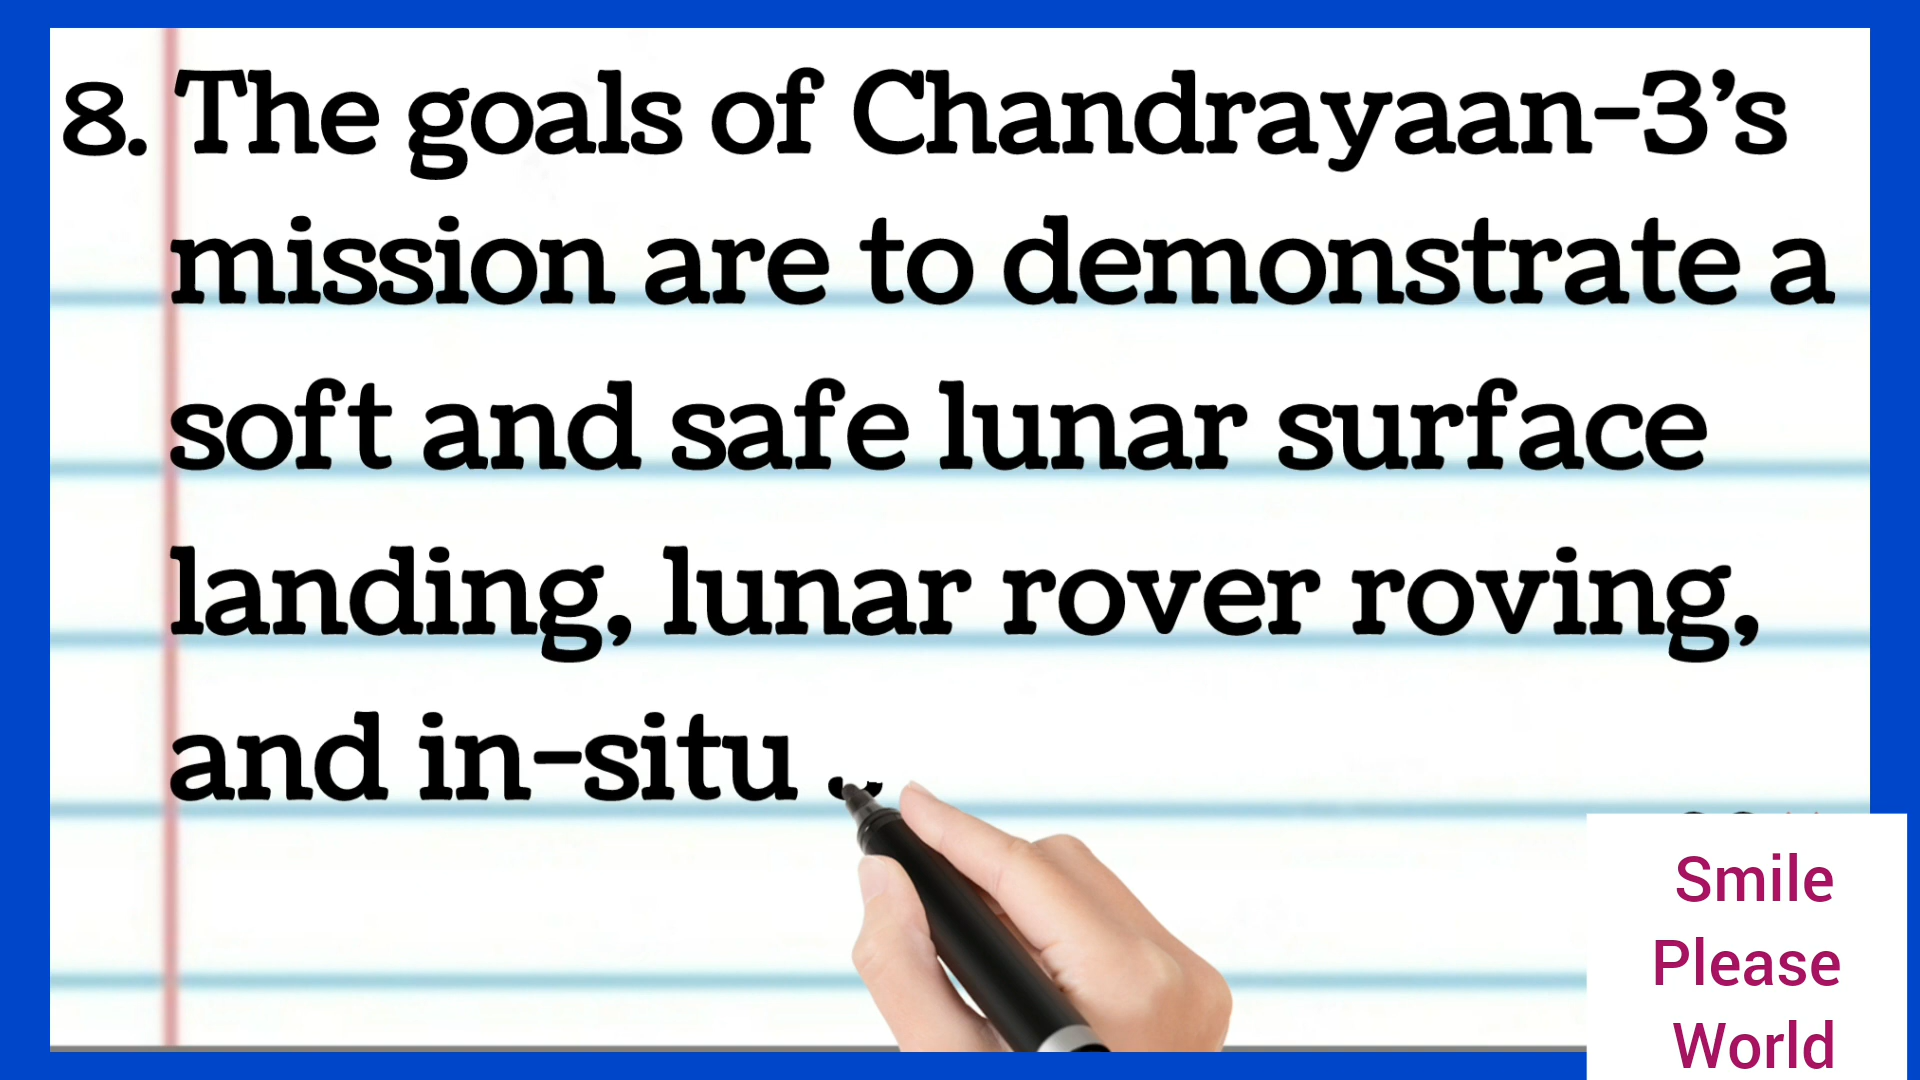 8. The goals of Chandrayaan-3’s
mission are to demonstrate a
soft and safe lunar surface
landing, lunar rover roving,
and in-situ
Smile
Please
World